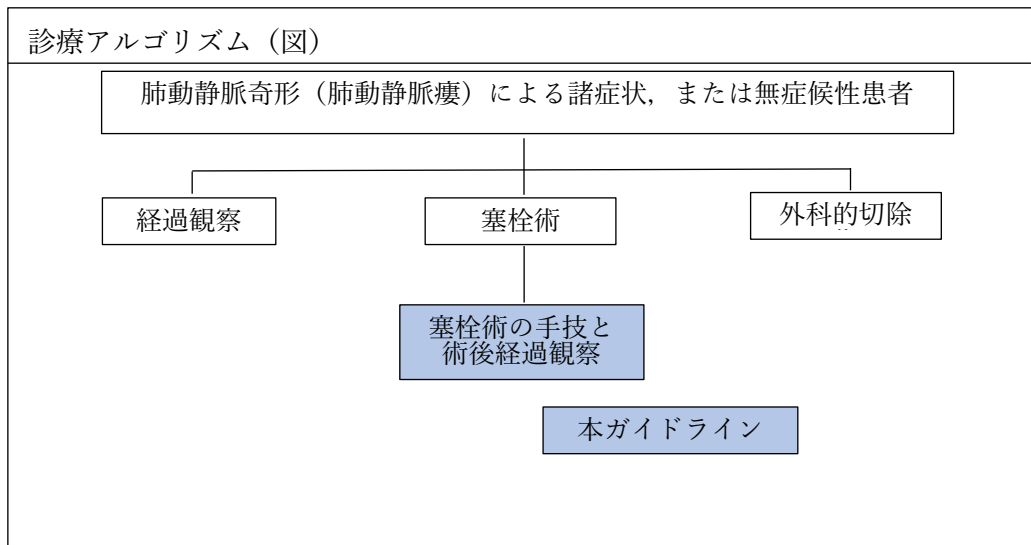 診療アルゴリズム（図）
肺動静脈奇形（肺動静脈瘻）による諸症状，または無症候性患者
経過観察
塞栓術
外科的切除
塞栓術の手技と
術後経過観察
本ガイドライン